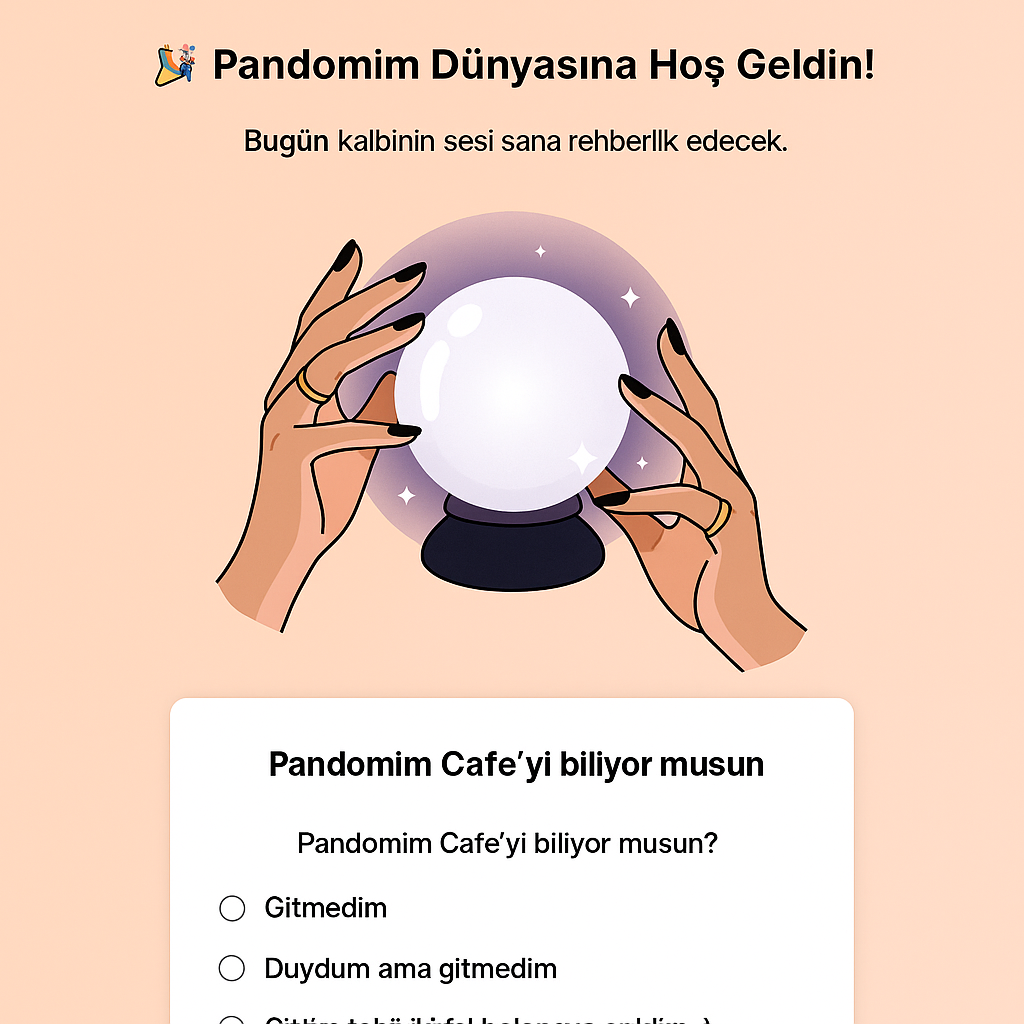 🎉 Pandomim Dünyasına Hoş Geldin!
Bugün kalbinin sesi sana rehberllk edecek.
Pandomim Cafe’yi biliyor musun
Pandomim Cafe’yi biliyor musun?
Gitmedim
Duydum ama gitmedim